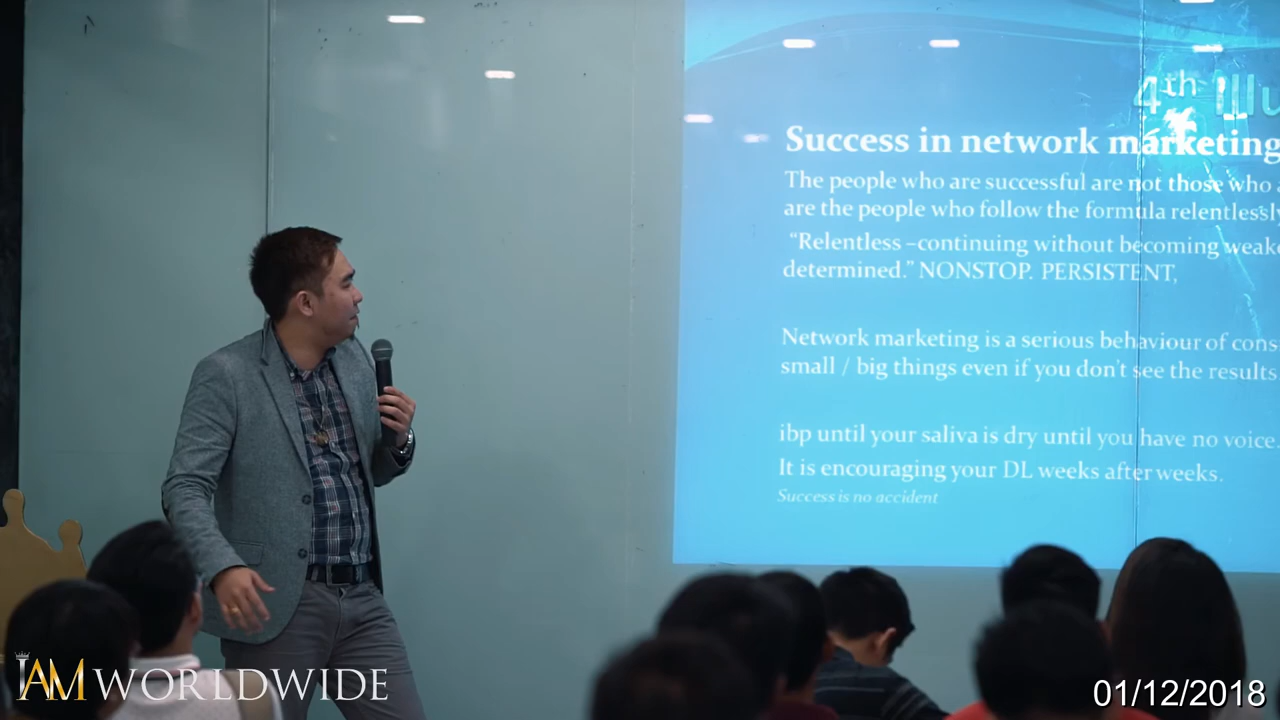 4th Illu
Success in network marketing
The people who are successful are not those who
are the people who follow the formula relentlessly
“Relentless –continuing without becoming weake
determined.” NONSTOP. PERSISTENT,
Network marketing is a serious behaviour of cons
small / big things even if you don't see the results
ibp until your saliva is dry until you have no voice.
It is encouraging your DL weeks after weeks.
Success is no accident
IAM WORLDWIDE
01/12/2018